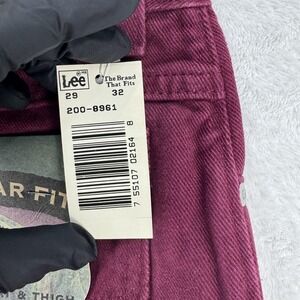 Lee
The Brand
That Fits
29 32
200-8961
7 55107 02164 8
AR FIT
& THIGH